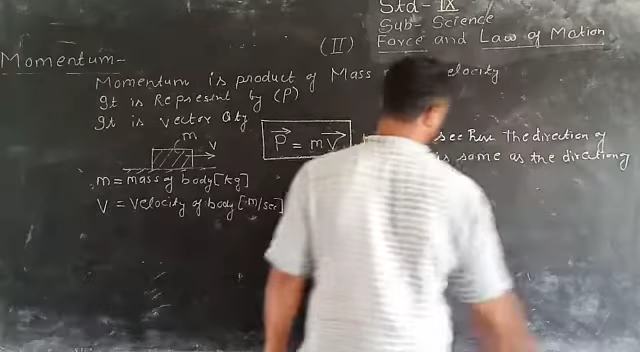 Std - IX
Sub- Science
Force and Law of Motion
(II)
Momentum -
Momentum is product of Mass elocity
It is Represent by (P)
It is vector Qty
m
V
P = mV
see here the direction of
is same as the direction of
m = mass of body [kg]
V = Velocity of body [m/sec]